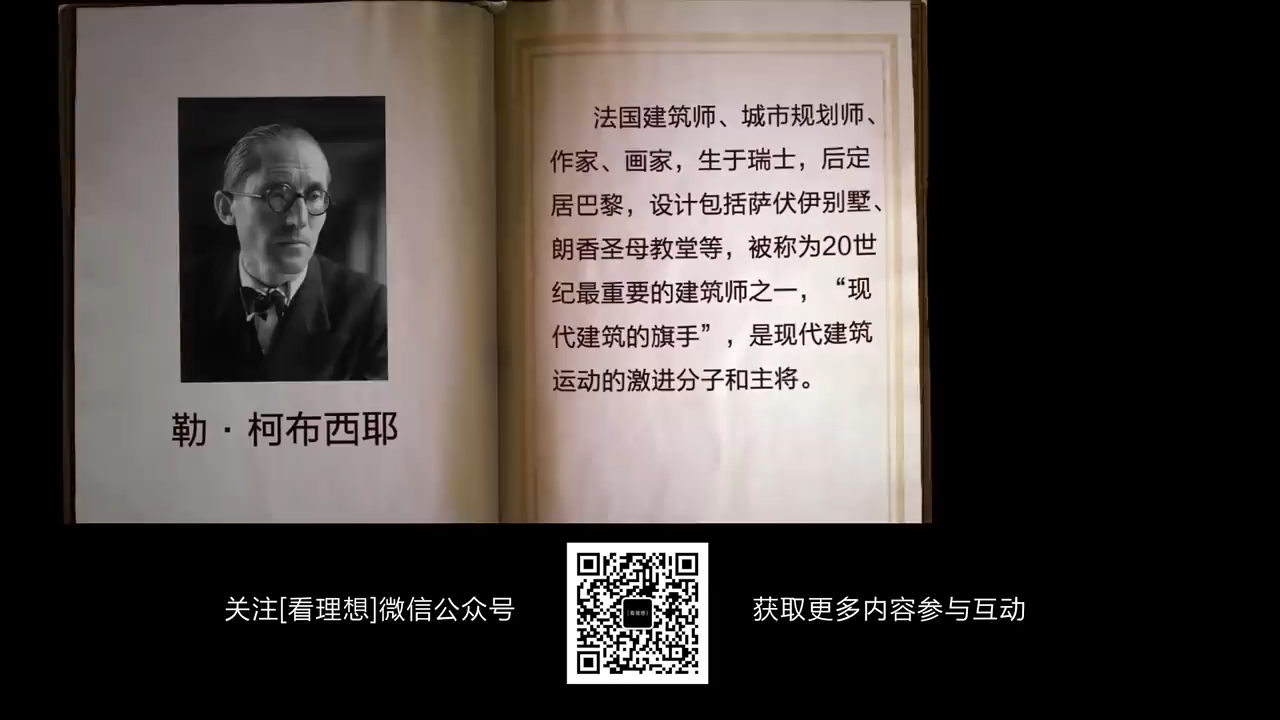 勒·柯布西耶
法国建筑师、城市规划师、
作家、画家，生于瑞士，后定
居巴黎，设计包括萨伏伊别墅、
朗香圣母教堂等，被称为20世
纪最重要的建筑师之一，“现
代建筑的旗手”，是现代建筑
运动的激进分子和主将。
关注[看理想]微信公众号
[看理想]
获取更多内容参与互动